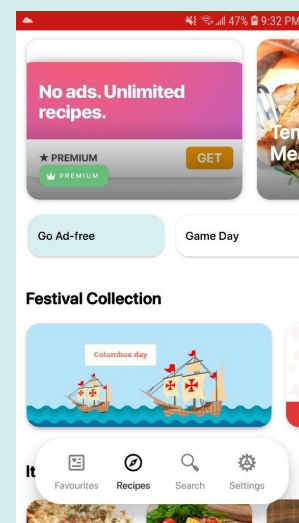 47% 9:32 PM
No ads. Unlimited
recipes.
★ PREMIUM
GET
PREMIUM
Go Ad-free
Game Day
Festival Collection
Columbus day
Favourites
Recipes
Search
Settings